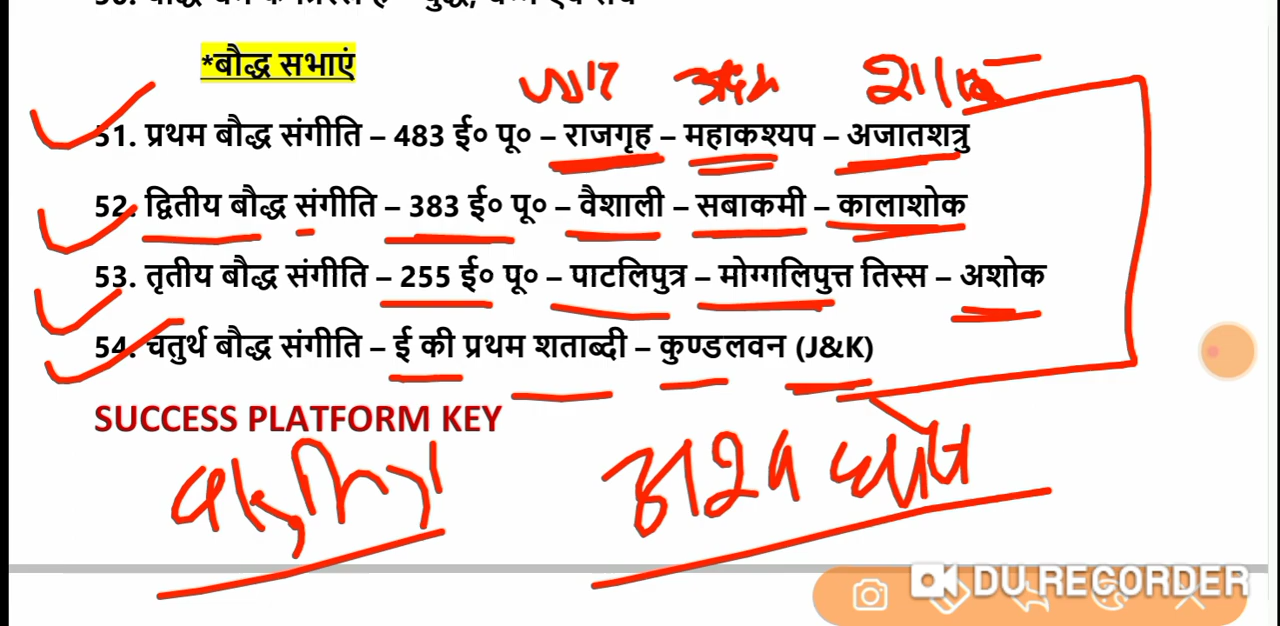 *बौद्ध सभाएं
51. प्रथम बौद्ध संगीति – 483 ई० पू० – राजगृह – महाकश्यप – अजातशत्रु
52. द्वितीय बौद्ध संगीति – 383 ई० पू० – वैशाली – सबाकमी – कालाशोक
53. तृतीय बौद्ध संगीति – 255 ई० पू० – पाटलिपुत्र – मोग्गलिपुत्त तिस्स – अशोक
54. चतुर्थ बौद्ध संगीति – ई की प्रथम शताब्दी – कुण्डलवन (J&K)
SUCCESS PLATFORM KEY
DU RECORDER